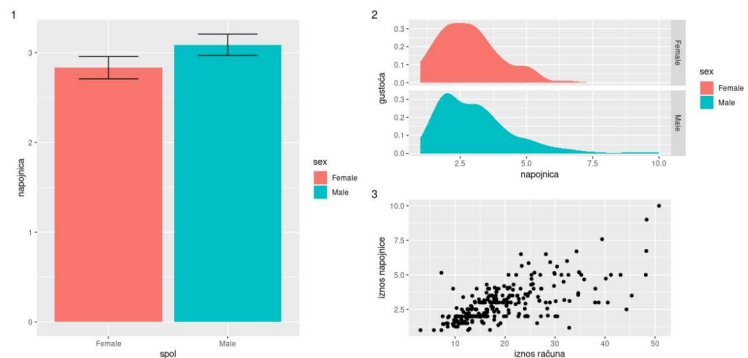 1
3
2
1
0
napojnica
Female
Male
spol
sex
Female
Male
2
0.3
0.2
0.1
0.0
Female
0.3
0.2
0.1
0.0
Male
gustoća
2.5
5.0
7.5
10.0
napojnica
sex
Female
Male
3
10.0
7.5
5.0
2.5
iznos napojnice
10
20
30
40
50
iznos računa